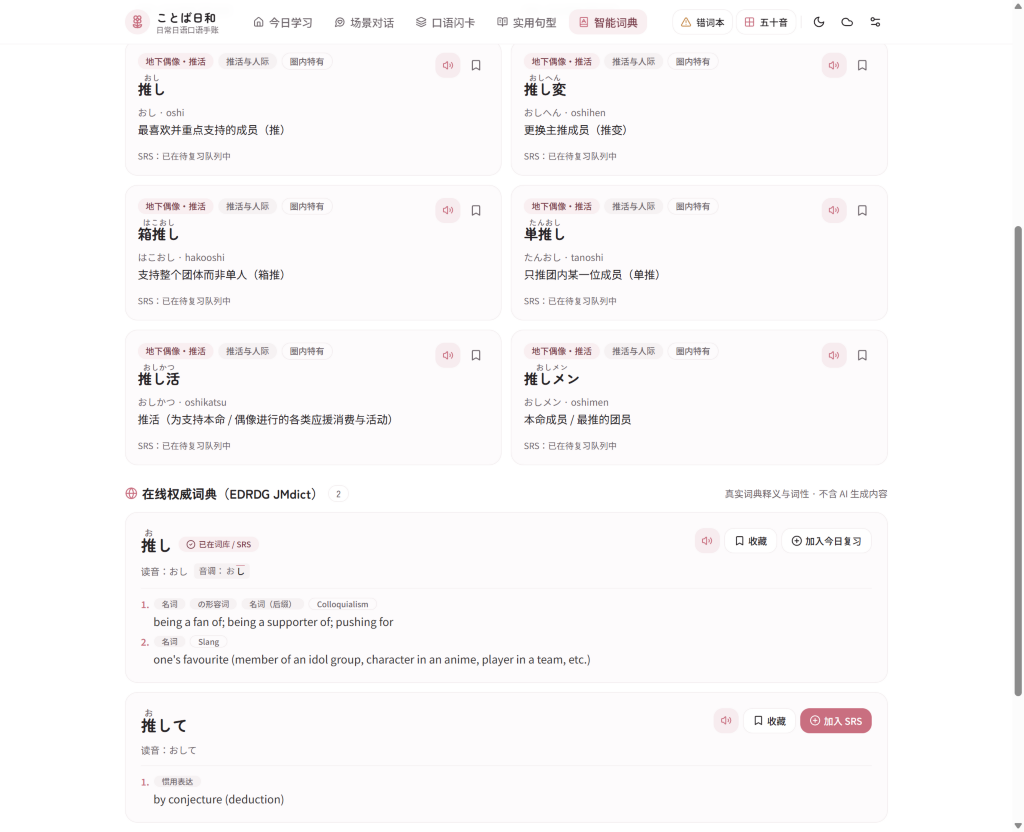 ことば日和
日常日语口语手账
今日学习
场景对话
口语闪卡
实用句型
智能词典
错词本
五十音
地下偶像・推活 推活与人际 圈内特有
おし
推し
おし · oshi
最喜欢并重点支持的成员（推）
SRS：已在待复习队列中
地下偶像・推活 推活与人际 圈内特有
おしへん
推し変
おしへん · oshihen
更换主推成员（推变）
SRS：已在待复习队列中
地下偶像・推活 推活与人际 圈内特有
はこおし
箱推し
はこおし · hakooshi
支持整个团体而非单人（箱推）
SRS：已在待复习队列中
地下偶像・推活 推活与人际 圈内特有
たんおし
単推し
たんおし · tanoshi
只推团内某一位成员（单推）
SRS：已在待复习队列中
地下偶像・推活 推活与人际 圈内特有
おしかつ
推し活
おしかつ · oshikatsu
推活（为支持本命 / 偶像进行的各类应援消费与活动）
SRS：已在待复习队列中
地下偶像・推活 推活与人际 圈内特有
おしメン
推しメン
おしメン · oshimen
本命成员 / 最推的团员
SRS：已在待复习队列中
在线权威词典（EDRDG JMdict） 2
真实词典释义与词性 · 不含 AI 生成内容
お
推し 已在词库 / SRS
收藏
加入今日复习
读音：おし 音调：おし
1. 名词 の形容词 名词（后缀） Colloquialism
being a fan of; being a supporter of; pushing for
2. 名词 Slang
one's favourite (member of an idol group, character in an anime, player in a team, etc.)
お
推して
收藏
加入 SRS
读音：おして
1. 惯用表达
by conjecture (deduction)